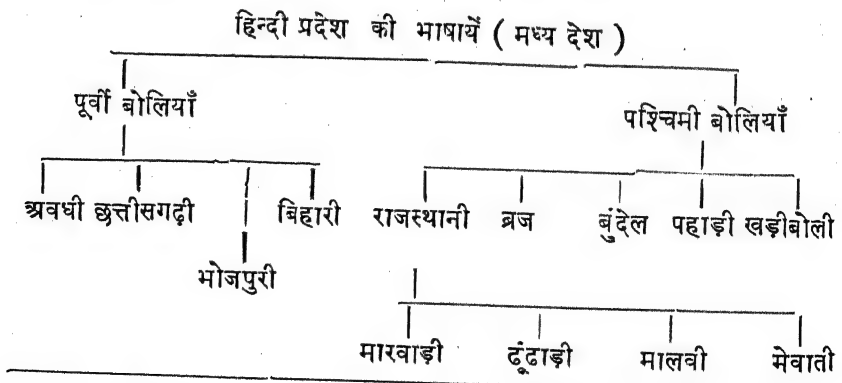 हिन्दी प्रदेश की भाषायें ( मध्य देश )
पूर्वी बोलियाँ
पश्चिमी बोलियाँ
अवधी छत्तीसगढ़ी बिहारी राजस्थानी ब्रज बुंदेल पहाड़ी खड़ीबोली
भोजपुरी
मारवाड़ी ढूंढाड़ी मालवी मेवाती